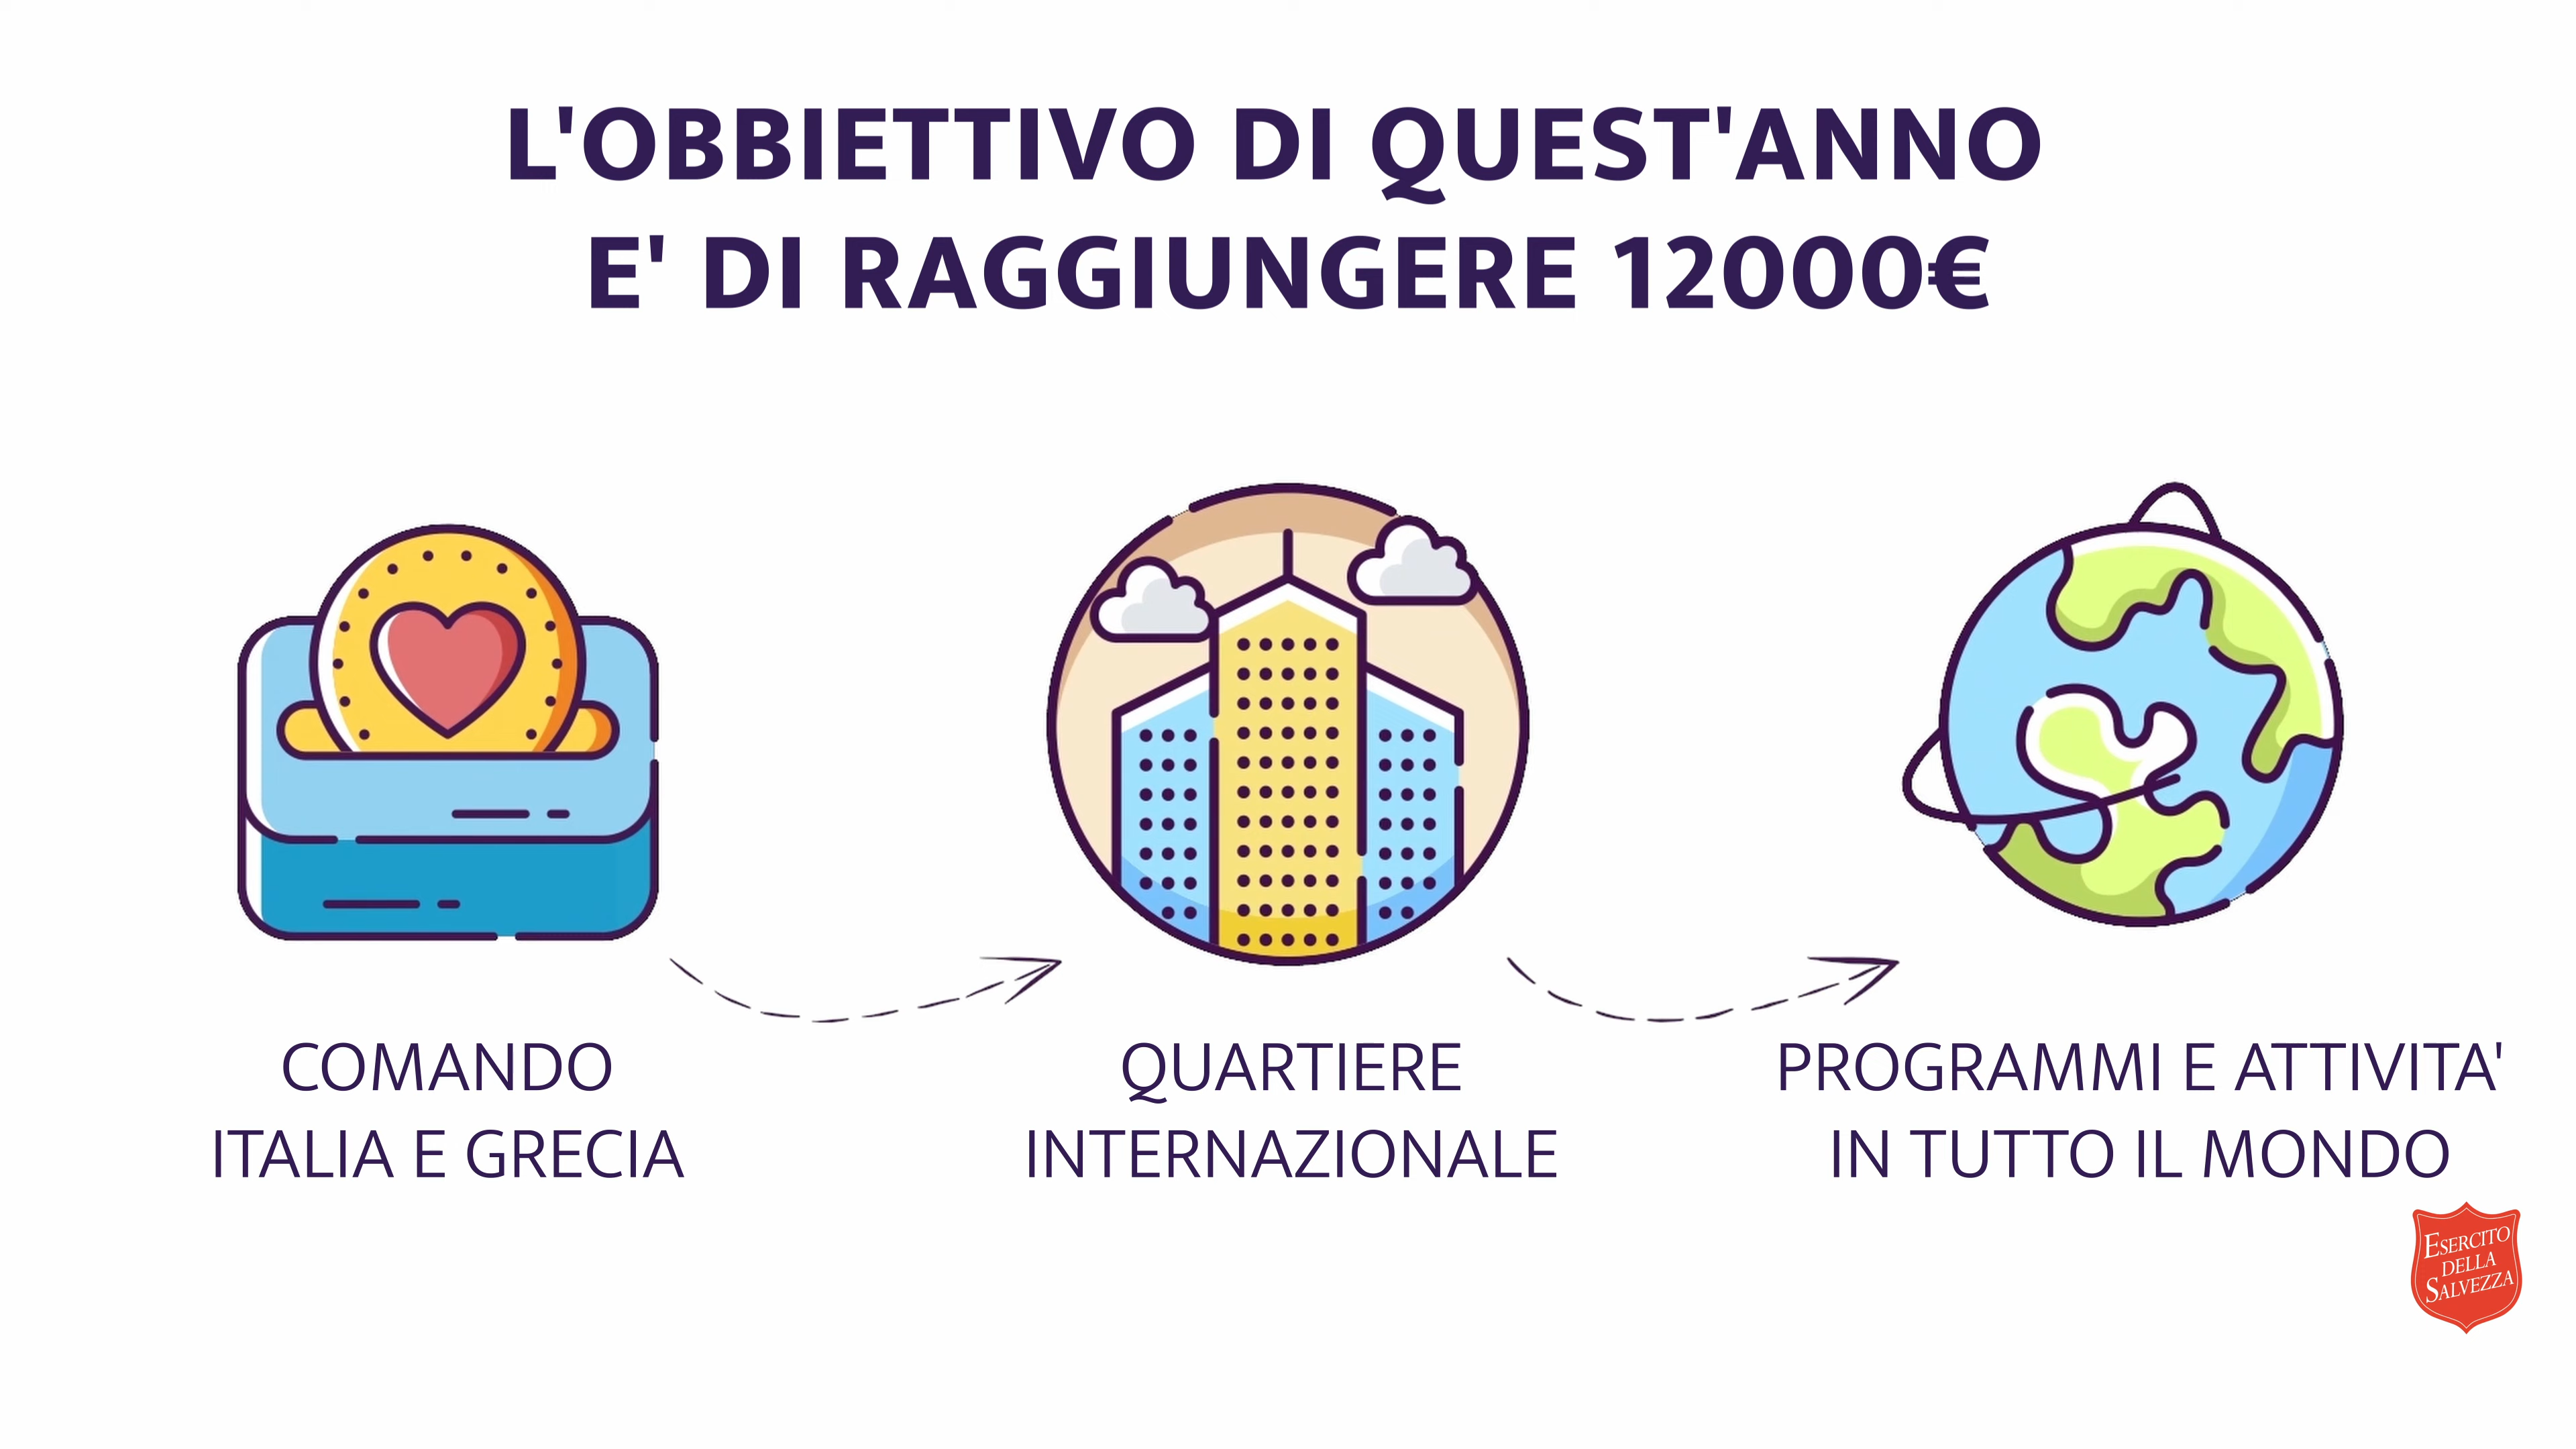 L'OBBIETTIVO DI QUEST'ANNO
E' DI RAGGIUNGERE 12000€
COMANDO
ITALIA E GRECIA
QUARTIERE
INTERNAZIONALE
PROGRAMMI E ATTIVITA'
IN TUTTO IL MONDO
ESERCITO
DELLA
SALVEZZA